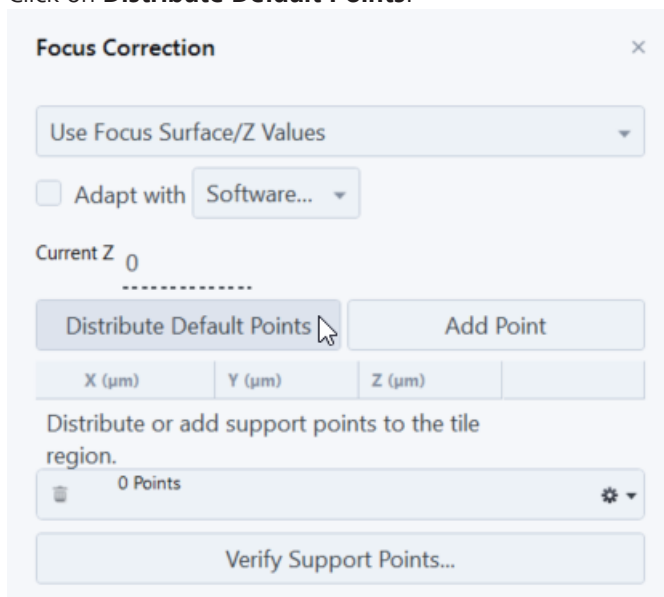 Click on Distribute Default Points.
Focus Correction
Use Focus Surface/Z Values
Adapt with Software...
Current Z 0
Distribute Default Points Add Point
X (µm) Y (µm) Z (µm)
Distribute or add support points to the tile
region.
0 Points
Verify Support Points...